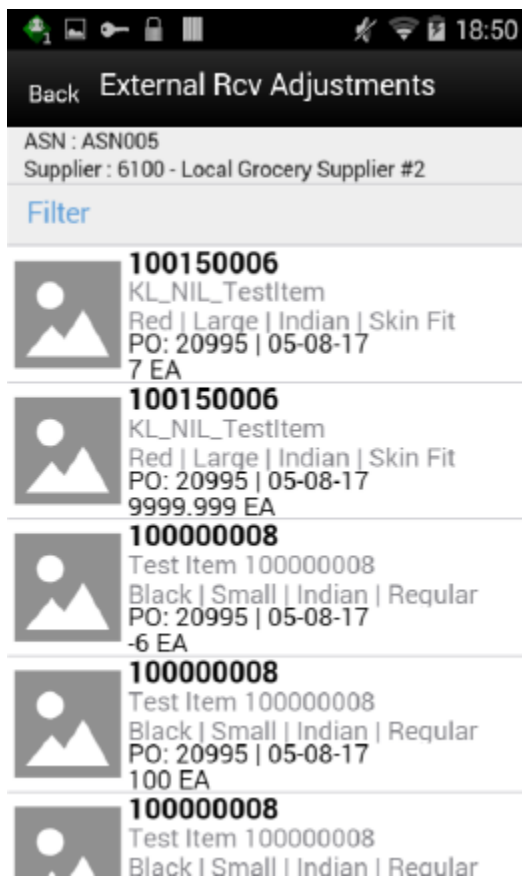 1
18:50
Back
External Rcv Adjustments
ASN : ASN005
Supplier : 6100 - Local Grocery Supplier #2
Filter
100150006
KL_NIL_TestItem
Red | Large | Indian | Skin Fit
PO: 20995 | 05-08-17
7 EA
100150006
KL_NIL_TestItem
Red | Large | Indian | Skin Fit
PO: 20995 | 05-08-17
9999.999 EA
100000008
Test Item 100000008
Black | Small | Indian | Regular
PO: 20995 | 05-08-17
-6 EA
100000008
Test Item 100000008
Black | Small | Indian | Regular
PO: 20995 | 05-08-17
100 EA
100000008
Test Item 100000008
Black | Small | Indian | Regular